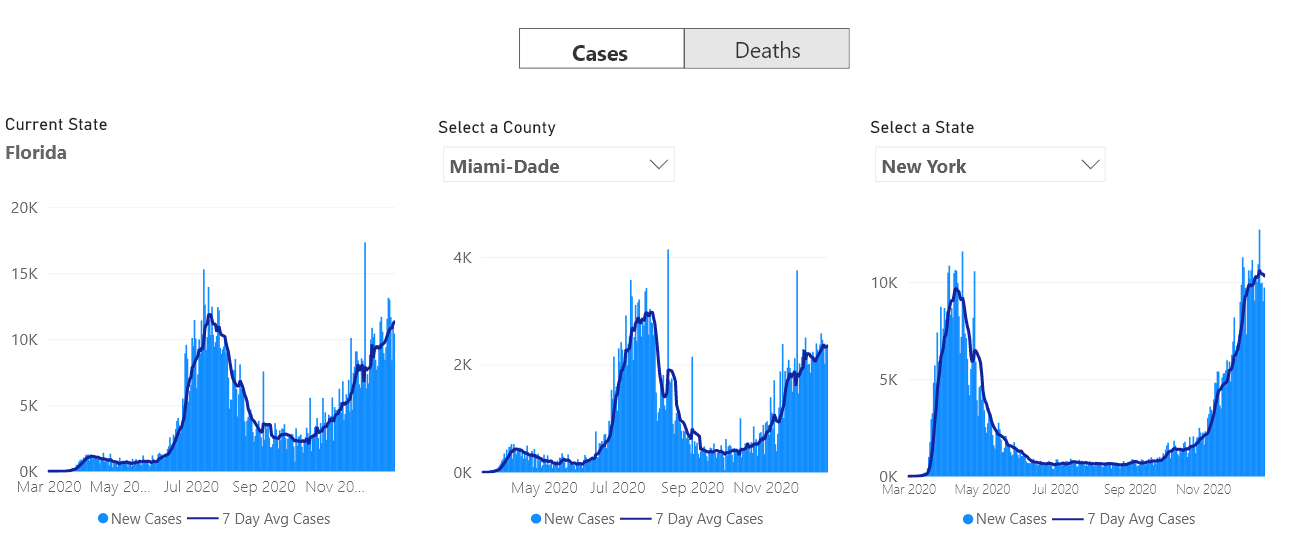 Cases
Deaths
Current State
Florida
20K
15K
10K
5K
0K
Mar 2020 May 20... Jul 2020 Sep 2020 Nov 20...
New Cases 7 Day Avg Cases
Select a County
Miami-Dade
4K
2K
0K
May 2020 Jul 2020 Sep 2020 Nov 2020
New Cases 7 Day Avg Cases
Select a State
New York
10K
5K
0K
Mar 2020 May 2020 Jul 2020 Sep 2020 Nov 2020
New Cases 7 Day Avg Cases